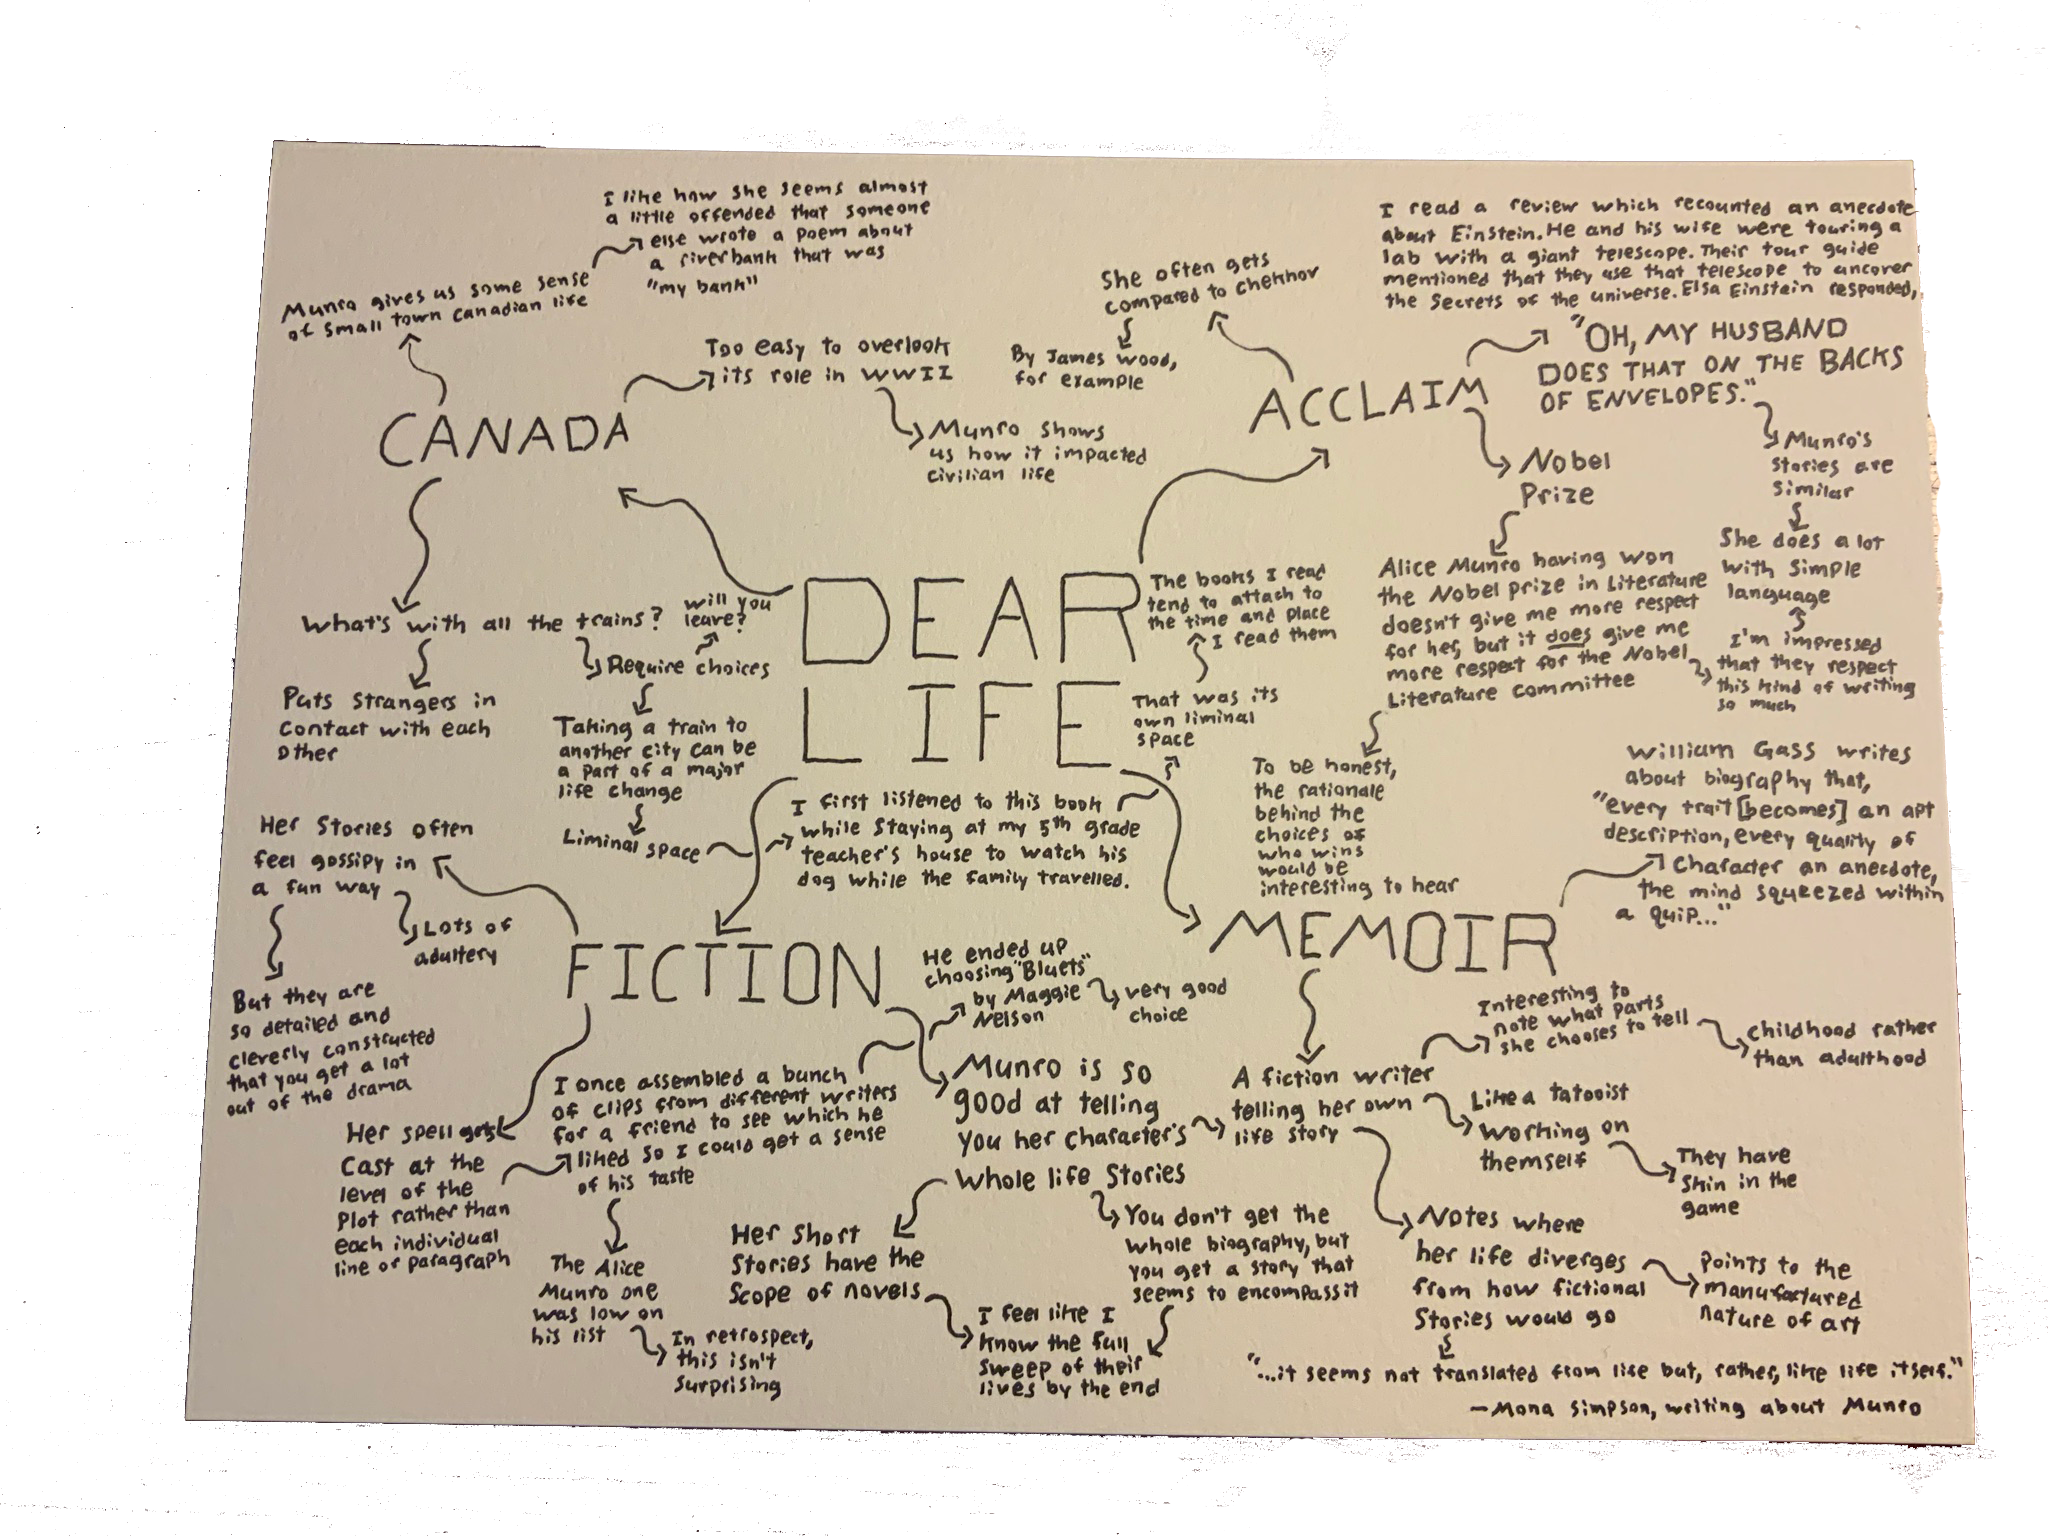 I like how she seems almost
a little offended that someone
else wrote a poem about
a riverbank that was
"my bank"
Munro gives us some sense
of small town Canadian life
CANADA
Too easy to overlook
its role in WWII
Munro shows
us how it impacted
civilian life
She often gets
compared to Chekhov
By James Wood,
for example
ACCLAIM
I read a review which recounted an anecdote
about Einstein. He and his wife were touring a
lab with a giant telescope. Their tour guide
mentioned that they use that telescope to uncover
the secrets of the universe. Elsa Einstein responded,
"OH, MY HUSBAND
DOES THAT ON THE BACKS
OF ENVELOPES."
Munro's
stories are
similar
She does a lot
with simple
language
Nobel
Prize
Alice Munro having won
the Nobel prize in Literature
doesn't give me more respect
for her, but it does give me
more respect for the Nobel
Literature committee
I'm impressed
that they respect
this kind of writing
so much
To be honest,
the rationale
behind the
choices of
who wins
would be
interesting to hear
What's with all the trains?
Puts strangers in
contact with each
other
Require choices
will you
leave?
Taking a train to
another city can be
a part of a major
life change
Liminal space
DEAR
LIFE
The books I read
tend to attach to
the time and place
I read them
That was its
own liminal
space
I first listened to this book
while staying at my 5th grade
teacher's house to watch his
dog while the family travelled.
Her stories often
feel gossipy in
a fun way
Lots of
adultery
But they are
so detailed and
cleverly constructed
that you get a lot
out of the drama
FICTION
Her spell gets
cast at the
level of the
plot rather than
each individual
line or paragraph
I once assembled a bunch
of clips from different writers
for a friend to see which he
liked so I could get a sense
of his taste
He ended up
choosing "Bluets"
by Maggie
Nelson
very good
choice
The Alice
Munro one
was low on
his list
In retrospect,
this isn't
surprising
Munro is so
good at telling
you her character's
whole life stories
Her short
stories have the
scope of novels
I feel like I
know the full
sweep of their
lives by the end
You don't get the
whole biography, but
you get a story that
seems to encompass it
MEMOIR
William Gass writes
about biography that,
"every trait [becomes] an apt
description, every quality of
character an anecdote,
the mind squeezed within
a quip..."
A fiction writer
telling her own
life story
Interesting to
note what parts
she chooses to tell
childhood rather
than adulthood
Like a tatooist
working on
themself
They have
skin in the
game
Notes where
her life diverges
from how fictional
stories would go
Points to the
manufactured
nature of art
"...it seems not translated from life but, rather, like life itself."
—Mona Simpson, writing about Munro